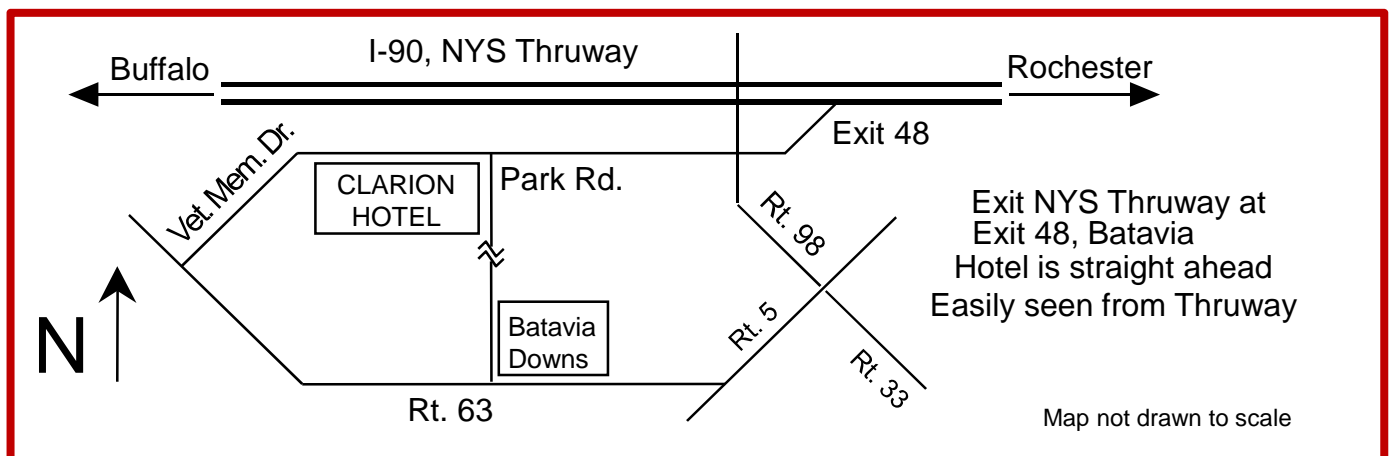 I-90, NYS Thruway
Buffalo
Rochester
Exit 48
Vet. Mem. Dr.
CLARION
HOTEL
Park Rd.
Rt. 98
Exit NYS Thruway at
Exit 48, Batavia
Hotel is straight ahead
Easily seen from Thruway
N
Batavia
Downs
Rt. 5
Rt. 33
Rt. 63
Map not drawn to scale